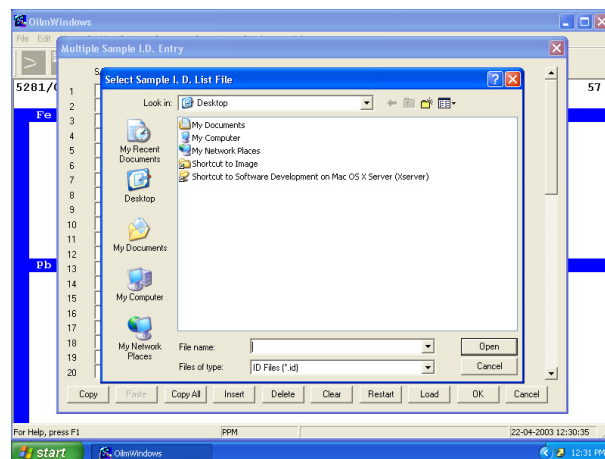 OilmWindows
File Edit
Multiple Sample I.D. Entry
Select Sample I, D. List File
5281/
57
Look in: Desktop
My Documents
My Computer
My Network Places
Shortcut to Image
Shortcut to Software Development on Mac OS X Server (Xserver)
My Recent
Documents
Desktop
My Documents
My Computer
My Network
Places
Fe
Pb
1
2
3
4
5
6
7
8
9
10
11
12
13
14
15
16
17
18
19
20
File name:
Open
Files of type: ID Files (*.id)
Cancel
Copy Paste Copy All Insert Delete Clear Restart Load OK Cancel
For Help, press F1 PPM 22-04-2003 12:30:35
start OilmWindows 12:31 PM